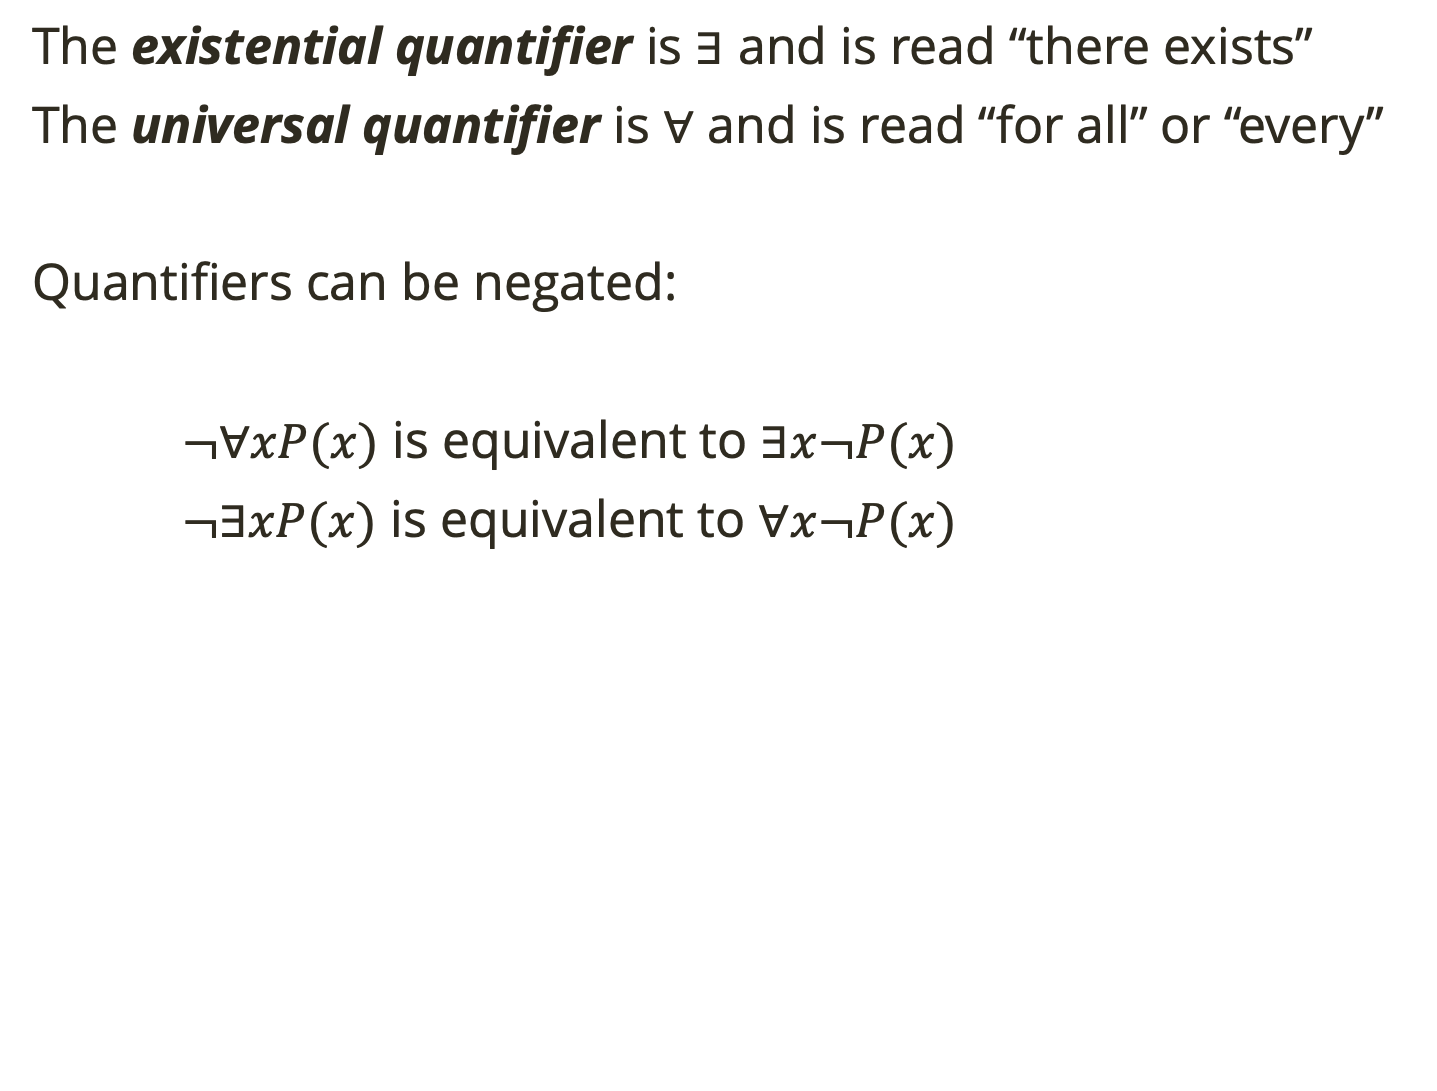 The existential quantifier is ∃ and is read “there exists”
The universal quantifier is ∀ and is read “for all” or “every”
Quantifiers can be negated:
¬∀𝑥𝑃(𝑥) is equivalent to ∃𝑥¬𝑃(𝑥)
¬∃𝑥𝑃(𝑥) is equivalent to ∀𝑥¬𝑃(𝑥)